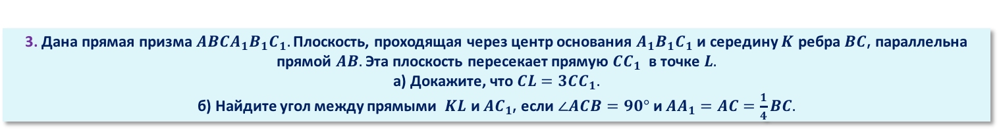 3. Дана прямая призма ABCA₁B₁C₁. Плоскость, проходящая через центр основания A₁B₁C₁ и середину K ребра BC, параллельна
прямой AB. Эта плоскость пересекает прямую CC₁ в точке L.
а) Докажите, что CL = 3CC₁.
б) Найдите угол между прямыми KL и AC₁, если ∠ACB = 90° и AA₁ = AC = 1/4 BC.